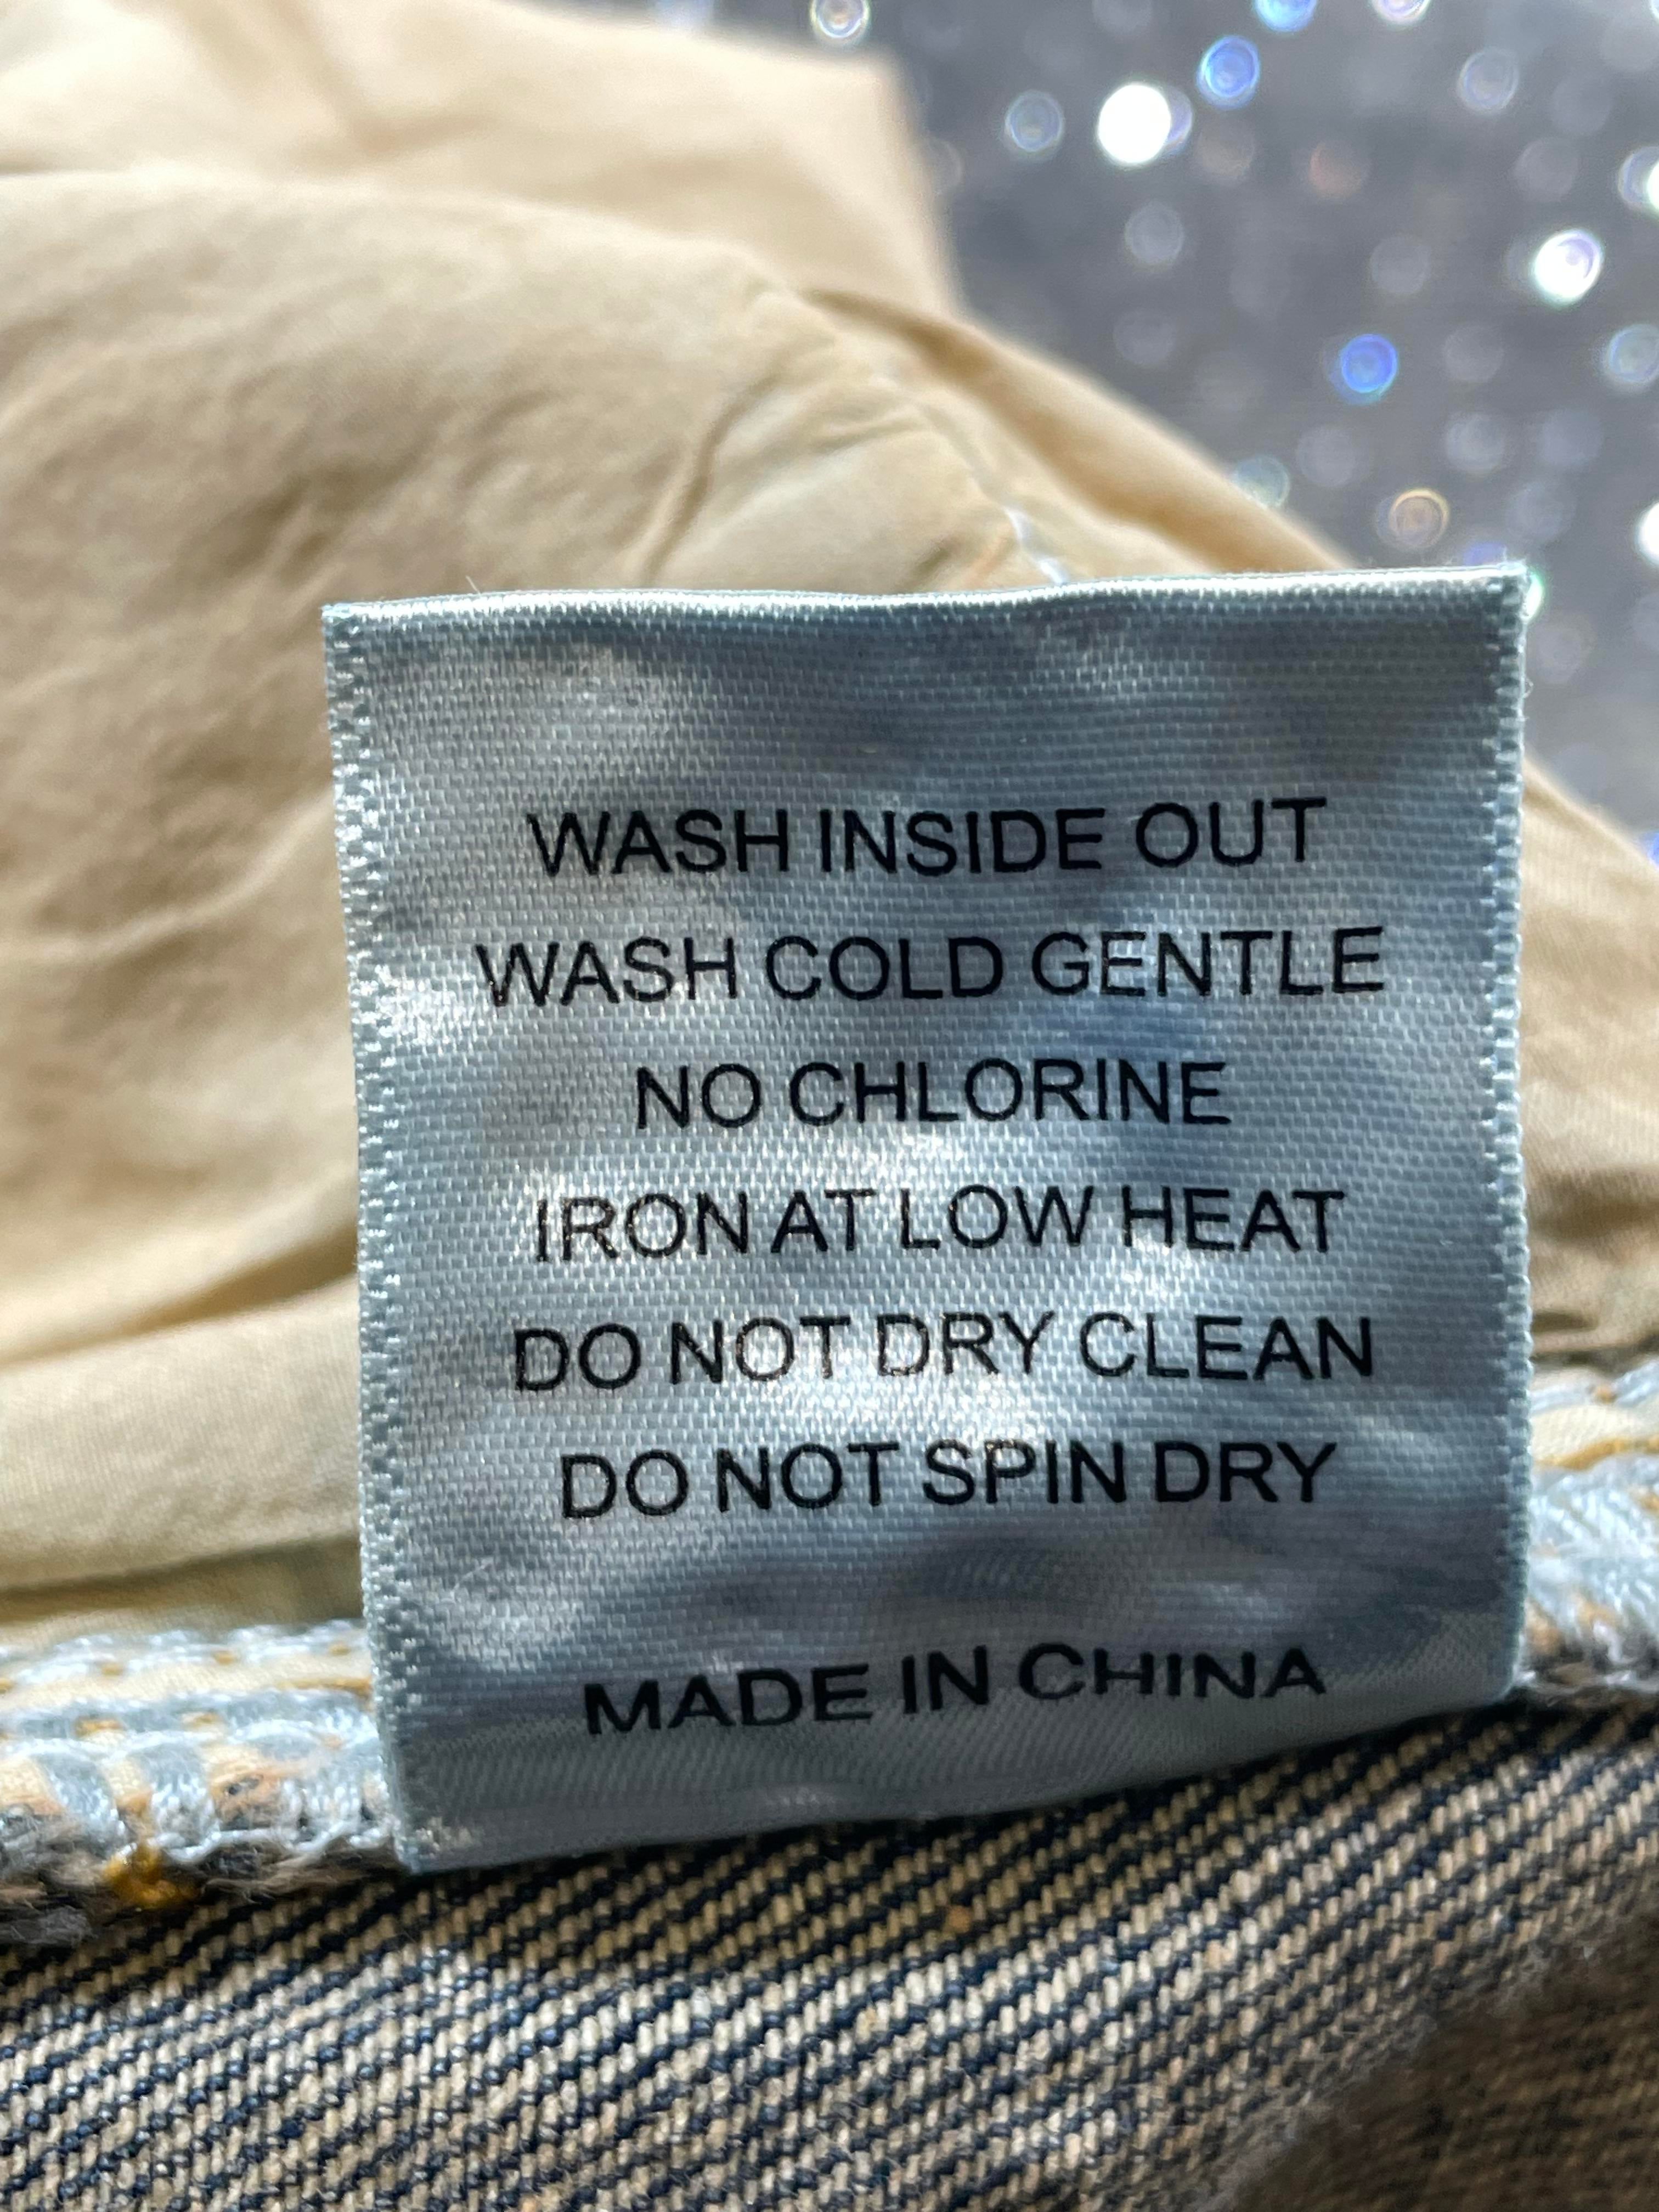 WASH INSIDE OUT
WASH COLD GENTLE
NO CHLORINE
IRON AT LOW HEAT
DO NOT DRY CLEAN
DO NOT SPIN DRY
MADE IN CHINA